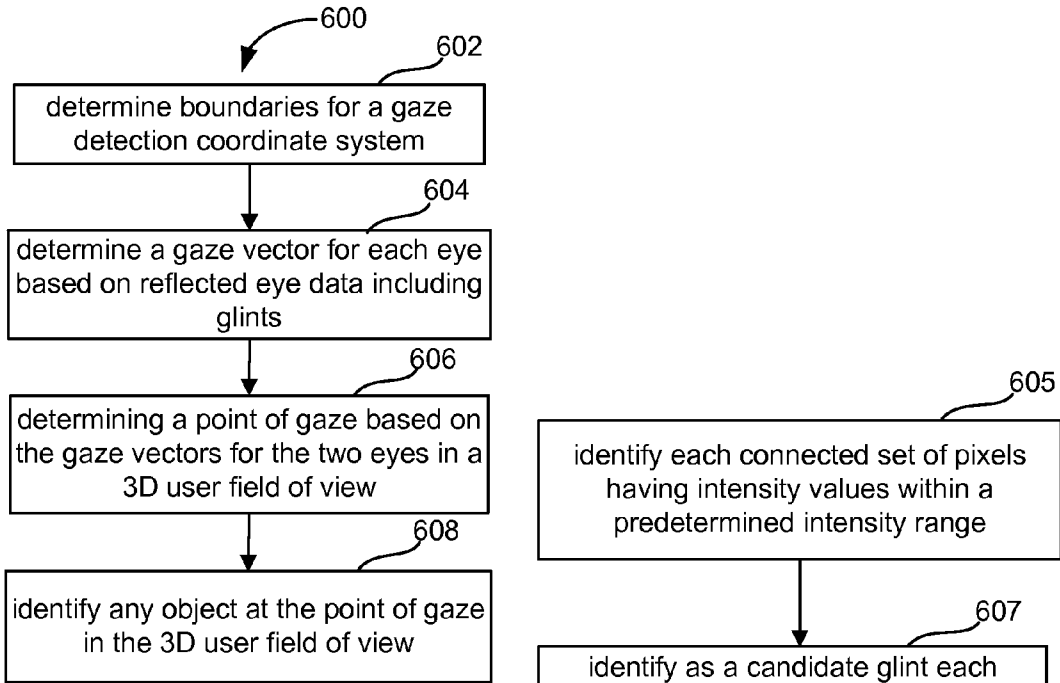 600
602
determine boundaries for a gaze
detection coordinate system
604
determine a gaze vector for each eye
based on reflected eye data including
glints
606
determining a point of gaze based on
the gaze vectors for the two eyes in a
3D user field of view
608
identify any object at the point of gaze
in the 3D user field of view
605
identify each connected set of pixels
having intensity values within a
predetermined intensity range
607
identify as a candidate glint each